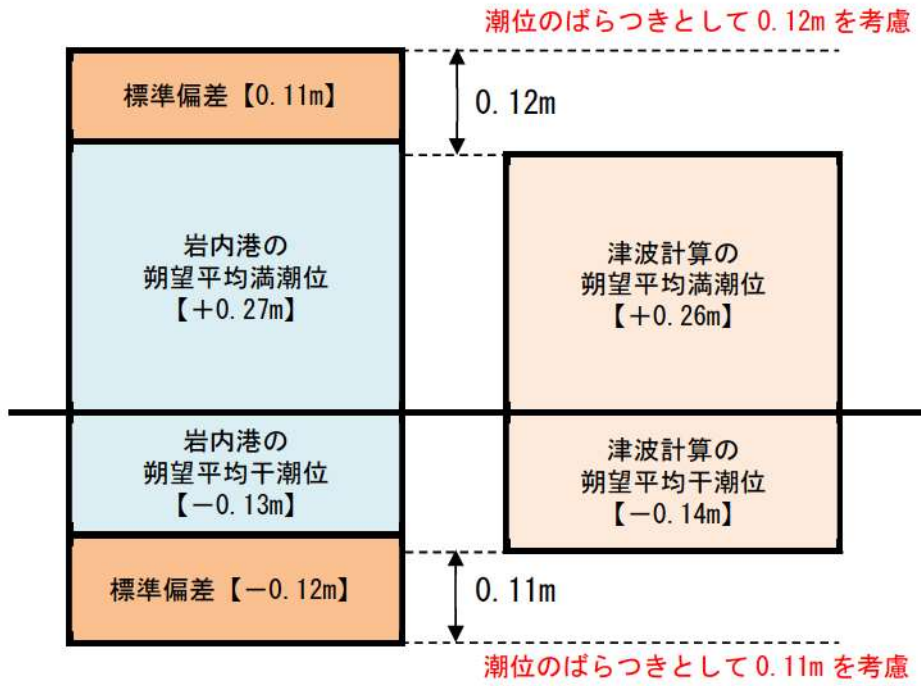 潮位のばらつきとして 0.12m を考慮
標準偏差【0.11m】
0.12m
岩内港の
朔望平均満潮位
【＋0.27m】
津波計算の
朔望平均満潮位
【＋0.26m】
岩内港の
朔望平均干潮位
【－0.13m】
津波計算の
朔望平均干潮位
【－0.14m】
標準偏差【－0.12m】
0.11m
潮位のばらつきとして 0.11m を考慮